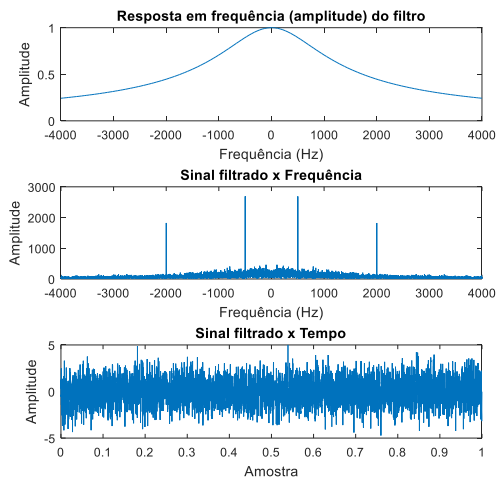 Resposta em frequência (amplitude) do filtro
1
0.5
0
Amplitude
-4000 -3000 -2000 -1000 0 1000 2000 3000 4000
Frequência (Hz)
Sinal filtrado x Frequência
3000
2000
1000
0
Amplitude
-4000 -3000 -2000 -1000 0 1000 2000 3000 4000
Frequência (Hz)
Sinal filtrado x Tempo
5
0
-5
Amplitude
0 0.1 0.2 0.3 0.4 0.5 0.6 0.7 0.8 0.9 1
Amostra